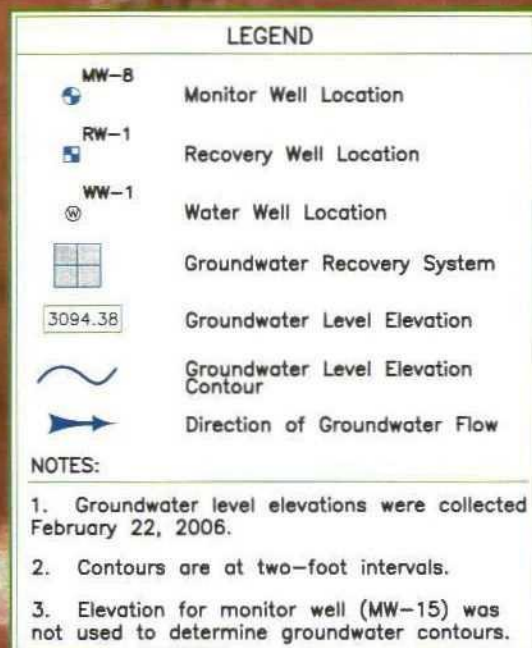 LEGEND
MW-8
Monitor Well Location
RW-1
Recovery Well Location
WW-1
W
Water Well Location
Groundwater Recovery System
3094.38
Groundwater Level Elevation
Groundwater Level Elevation
Contour
Direction of Groundwater Flow
NOTES:
1. Groundwater level elevations were collected
February 22, 2006.
2. Contours are at two-foot intervals.
3. Elevation for monitor well (MW-15) was
not used to determine groundwater contours.